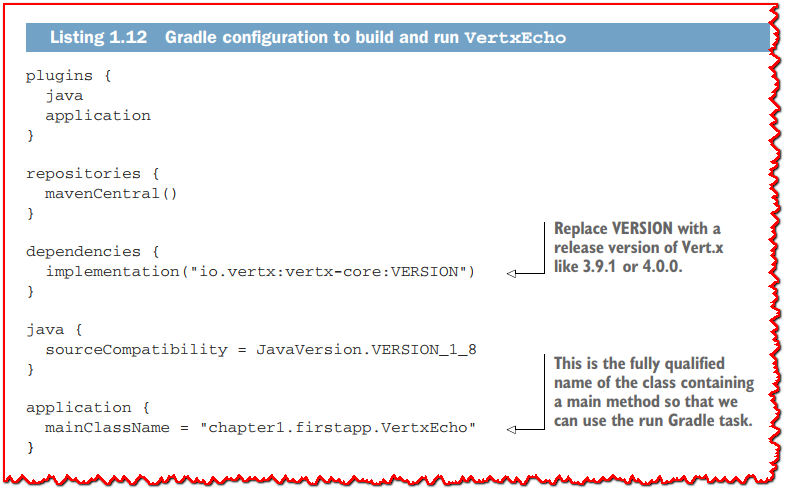 Listing 1.12 Gradle configuration to build and run VertxEcho
plugins {
  java
  application
}
repositories {
  mavenCentral()
}
dependencies {
  implementation("io.vertx:vertx-core:VERSION")
}
Replace VERSION with a
release version of Vert.x
like 3.9.1 or 4.0.0.
java {
  sourceCompatibility = JavaVersion.VERSION_1_8
}
application {
  mainClassName = "chapter1.firstapp.VertxEcho"
}
This is the fully qualified
name of the class containing
a main method so that we
can use the run Gradle task.